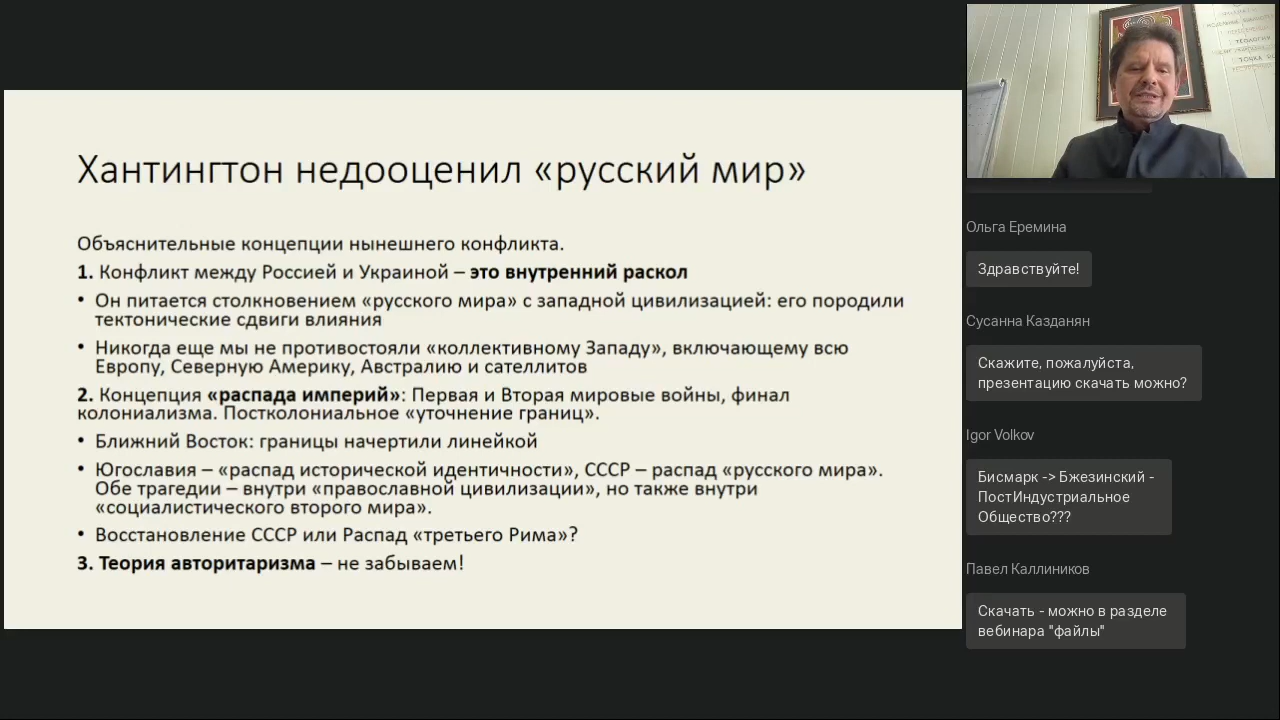 Хантингтон недооценил «русский мир»
Объяснительные концепции нынешнего конфликта.
1. Конфликт между Россией и Украиной – это внутренний раскол
• Он питается столкновением «русского мира» с западной цивилизацией: его породили
тектонические сдвиги влияния
• Никогда еще мы не противостояли «коллективному Западу», включающему всю
Европу, Северную Америку, Австралию и сателлитов
2. Концепция «распада империй»: Первая и Вторая мировые войны, финал
колониализма. Постколониальное «уточнение границ».
• Ближний Восток: границы начертили линейкой
• Югославия – «распад исторической идентичности», СССР – распад «русского мира».
Обе трагедии – внутри «православной цивилизации», но также внутри
«социалистического второго мира».
• Восстановление СССР или Распад «третьего Рима»?
3. Теория авторитаризма – не забываем!
ТЕОЛОГИИ
Ольга Еремина
Здравствуйте!
Сусанна Казданян
Скажите, пожалуйста,
презентацию скачать можно?
Igor Volkov
Бисмарк -> Бжезинский -
ПостИндустриальное
Общество???
Павел Каллиников
Скачать - можно в разделе
вебинара "файлы"